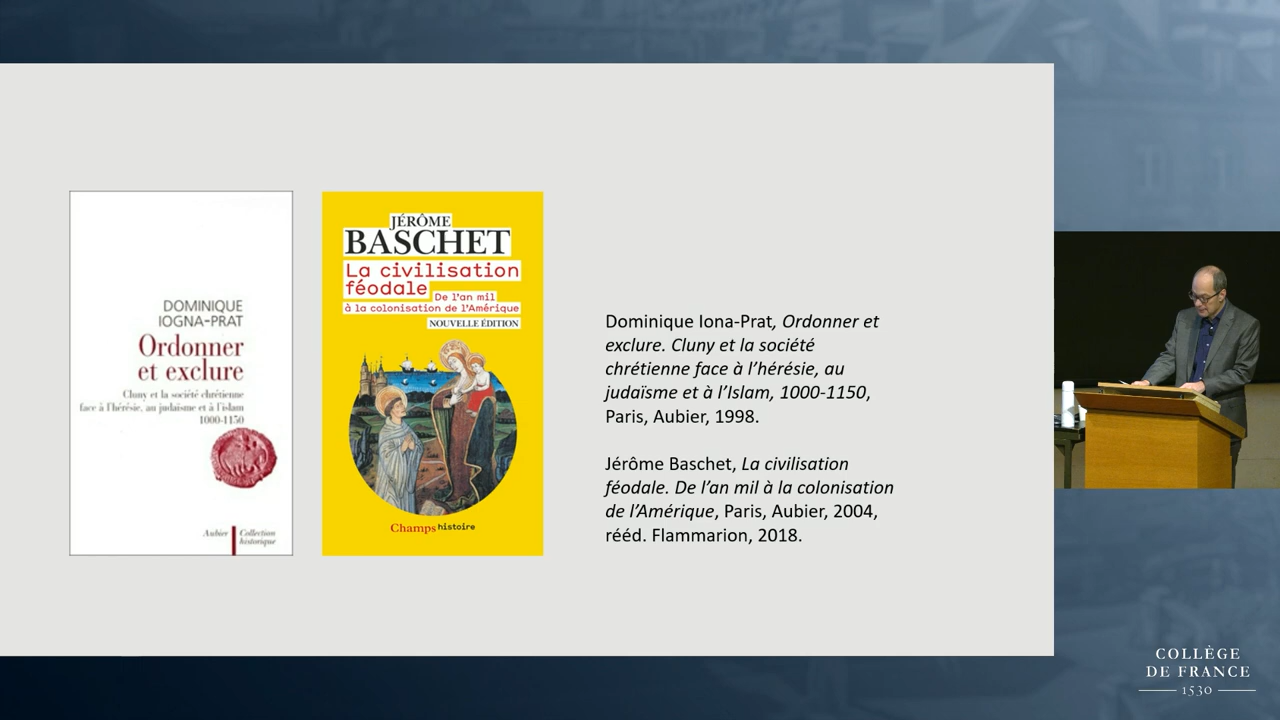 DOMINIQUE
IOGNA-PRAT
Ordonner
et exclure
Cluny et la société chrétienne
face à l'hérésie, au judaïsme et à l'islam
1000-1150
Aubier
Collection
historique
JÉRÔME
BASCHET
La civilisation
féodale De l'an mil
à la colonisation de l'Amérique
NOUVELLE ÉDITION
Champs histoire
Dominique Iona-Prat, Ordonner et
exclure. Cluny et la société
chrétienne face à l’hérésie, au
judaïsme et à l’Islam, 1000-1150,
Paris, Aubier, 1998.
Jérôme Baschet, La civilisation
féodale. De l’an mil à la colonisation
de l’Amérique, Paris, Aubier, 2004,
rééd. Flammarion, 2018.
COLLÈGE
DE FRANCE
1530